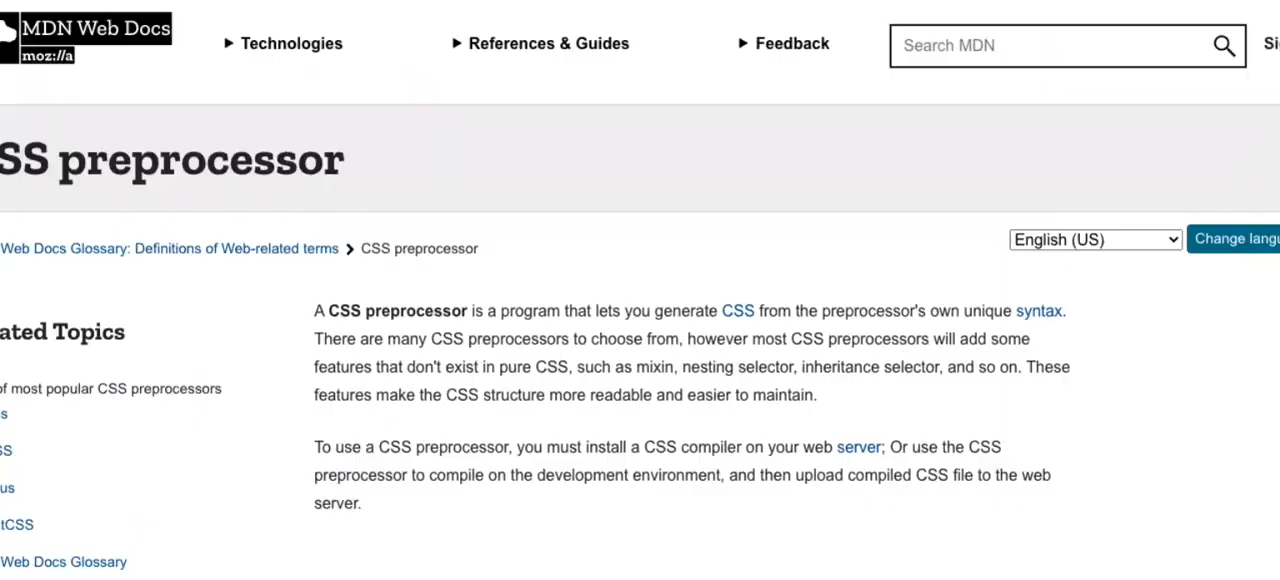 MDN Web Docs
moz://a
Technologies
References & Guides
Feedback
Search MDN
Si
SS preprocessor
Web Docs Glossary: Definitions of Web-related terms
CSS preprocessor
English (US)
Change langu
A CSS preprocessor is a program that lets you generate CSS from the preprocessor's own unique syntax.
There are many CSS preprocessors to choose from, however most CSS preprocessors will add some
features that don't exist in pure CSS, such as mixin, nesting selector, inheritance selector, and so on. These
features make the CSS structure more readable and easier to maintain.
To use a CSS preprocessor, you must install a CSS compiler on your web server; Or use the CSS
preprocessor to compile on the development environment, and then upload compiled CSS file to the web
server.
ated Topics
of most popular CSS preprocessors
s
SS
us
tCSS
Web Docs Glossary